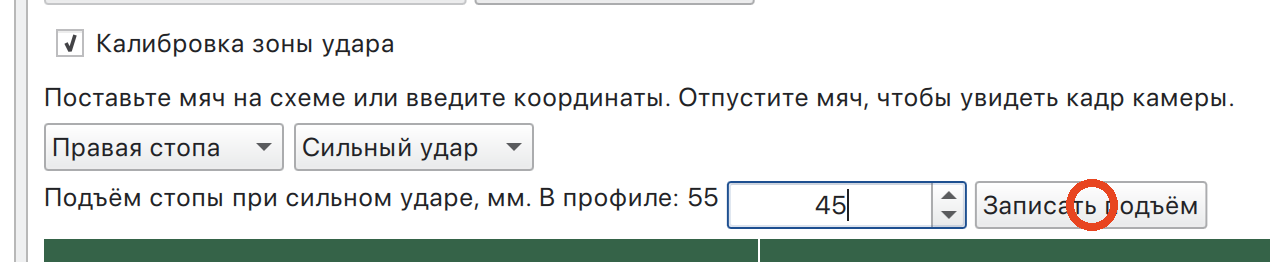 Калибровка зоны удара
Поставьте мяч на схеме или введите координаты. Отпустите мяч, чтобы увидеть кадр камеры.
Правая стопа Сильный удар
Подъём стопы при сильном ударе, мм. В профиле: 55 45 Записать подъём